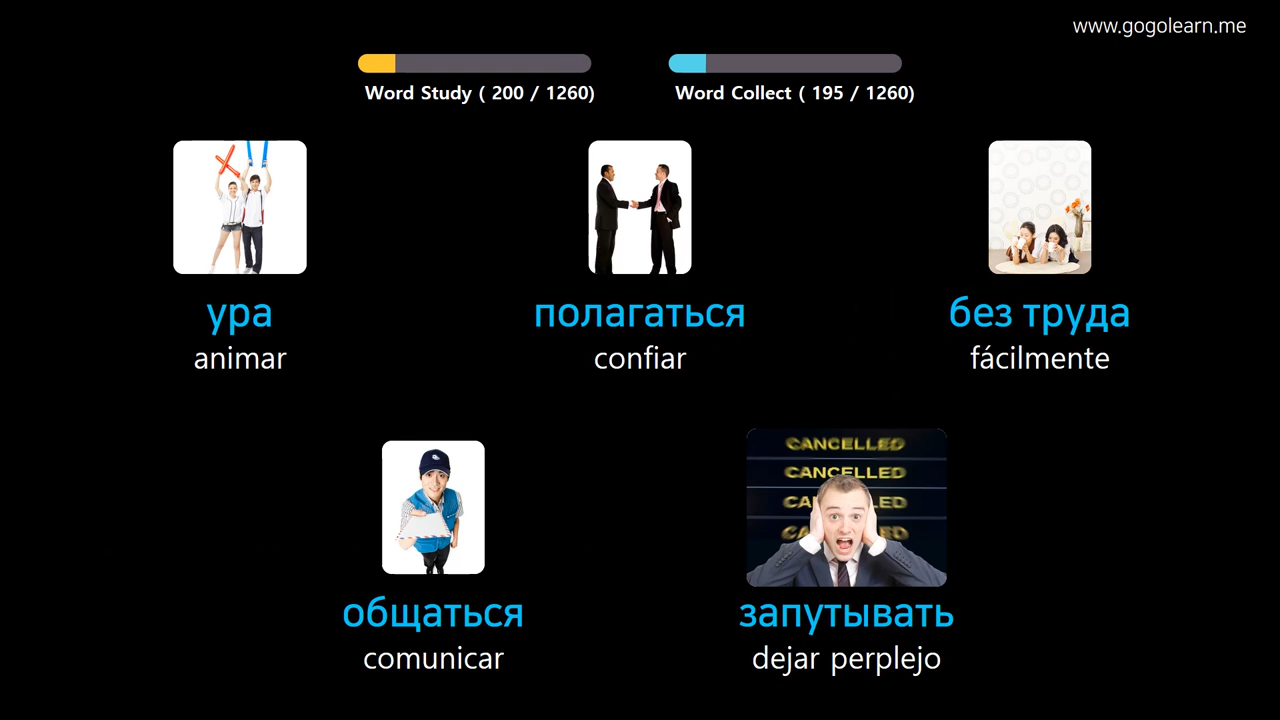 www.gogolearn.me
Word Study ( 200 / 1260)
Word Collect ( 195 / 1260)
ура
animar
полагаться
confiar
без труда
fácilmente
CANCELLED
CANCELLED
общаться
comunicar
запутывать
dejar perplejo